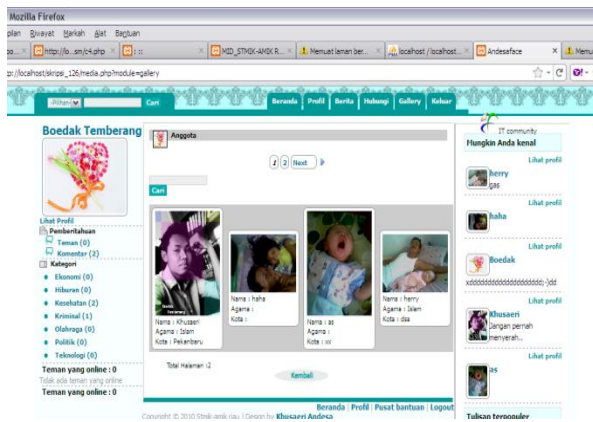 Mozilla Firefox
Riwayat Markah Alat Bantuan
http://lo...sm/c4.php
MID_STMIK-AMIK R...
Memuat laman ber...
localhost / localhost...
Andesaface
localhost/skripsi_126/media.php?module=gallery
-Pilihan-
Cari
Beranda
Profil
Berita
Hubungi
Gallery
Keluar
Boedak Temberang
Lihat Profil
Pemberitahuan
Teman (0)
Komentar (2)
Kategori
Ekonomi (0)
Hiburan (0)
Kesehatan (2)
Kriminal (1)
Olahraga (0)
Politik (0)
Teknologi (0)
Teman yang online : 0
Tidak ada teman yang online
Teman yang online : 0
Anggota
1 2 Next
Cari
Nama : Khusaeri
Agama : Islam
Kota : Pekanbaru
Nama : haha
Agama :
Kota :
Nama : as
Agama :
Kota : xx
Nama : herry
Agama : Islam
Kota : dsa
Total Halaman :2
Kembali
Beranda | Profil | Pusat bantuan | Logout
Copyright © 2010 Stmik-amik riau | Design by Khusaeri Andesa
IT community
Hungkin Anda kenal
Lihat profil
herry
gas
Lihat profil
haha
Lihat profil
Boedak
Lihat profil
Khusaeri
Jangan pernah
menyerah..
Lihat profil
as
Tulisan terpopuler